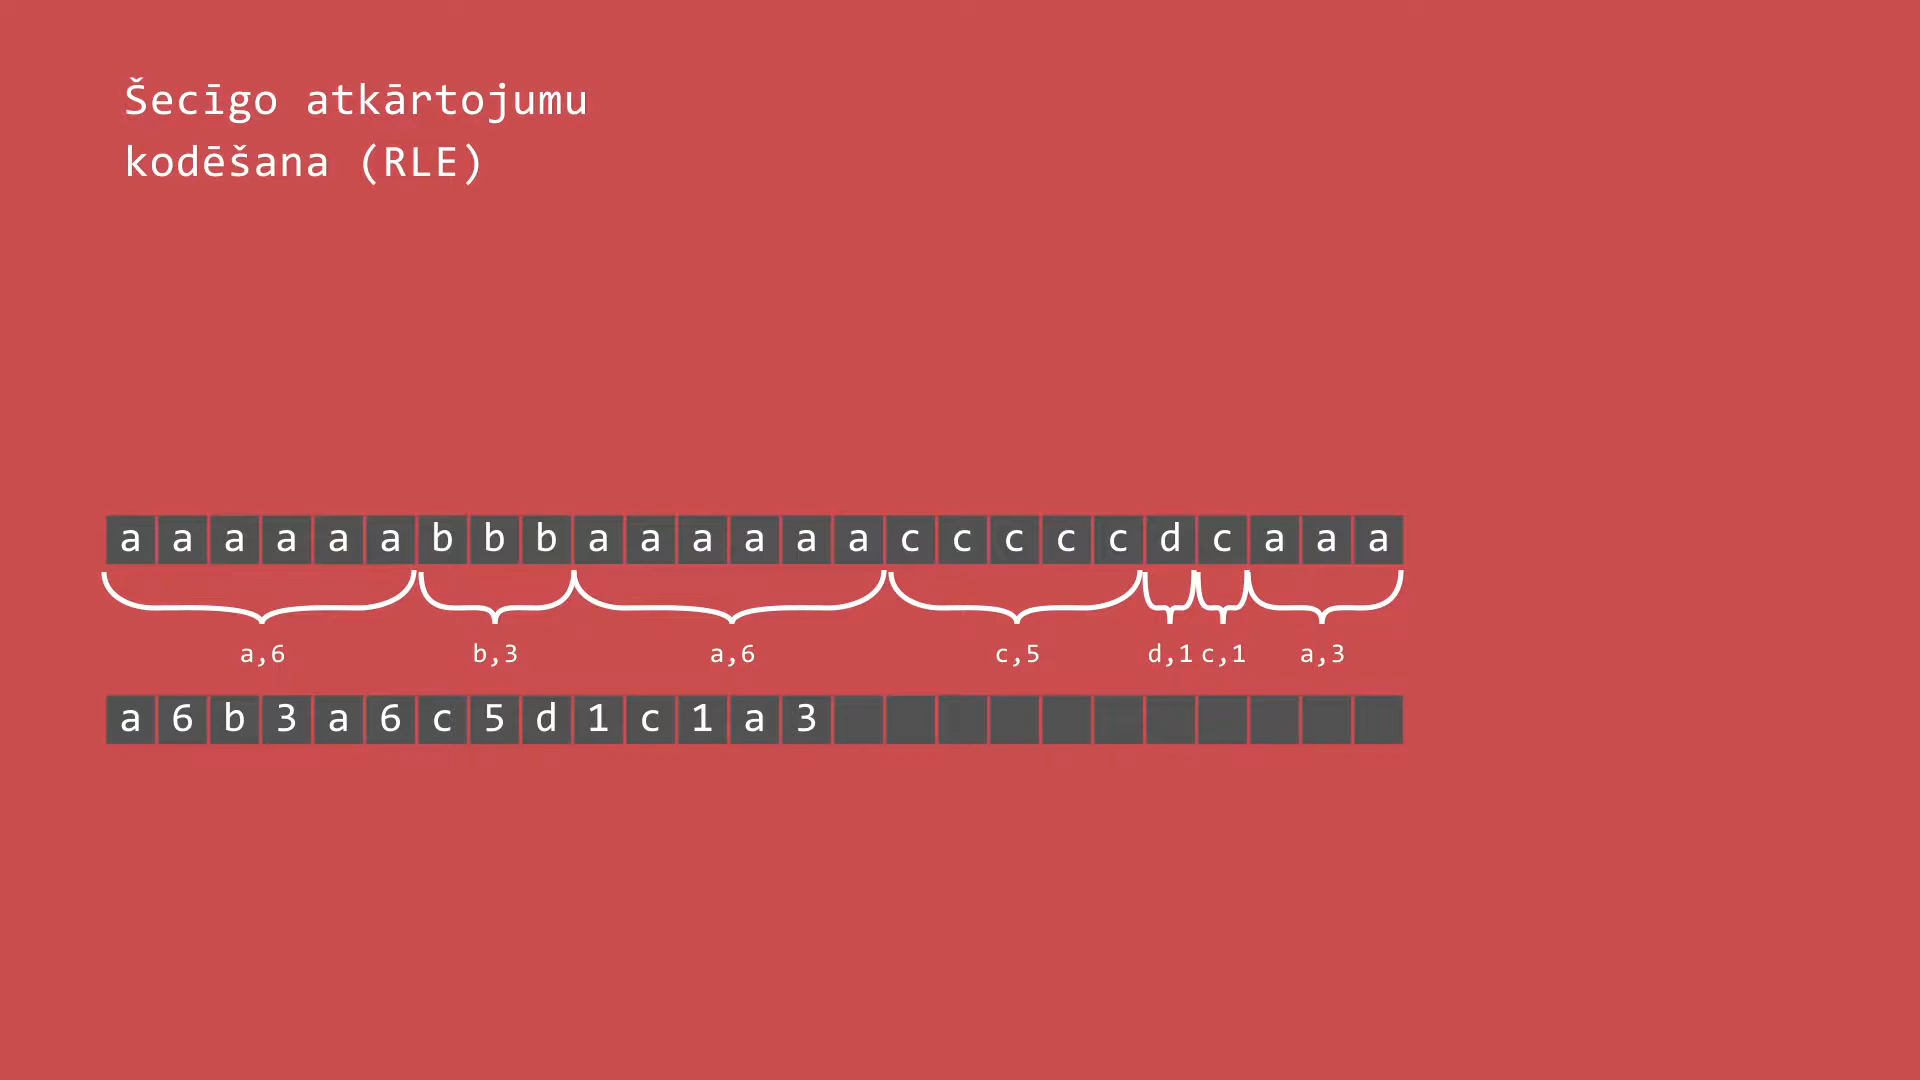 Šecīgo atkārtojumu
kodēšana (RLE)
a a a a a a b b b a a a a a a c c c c c d c a a a
a,6 b,3 a,6 c,5 d,1 c,1 a,3
a 6 b 3 a 6 c 5 d 1 c 1 a 3